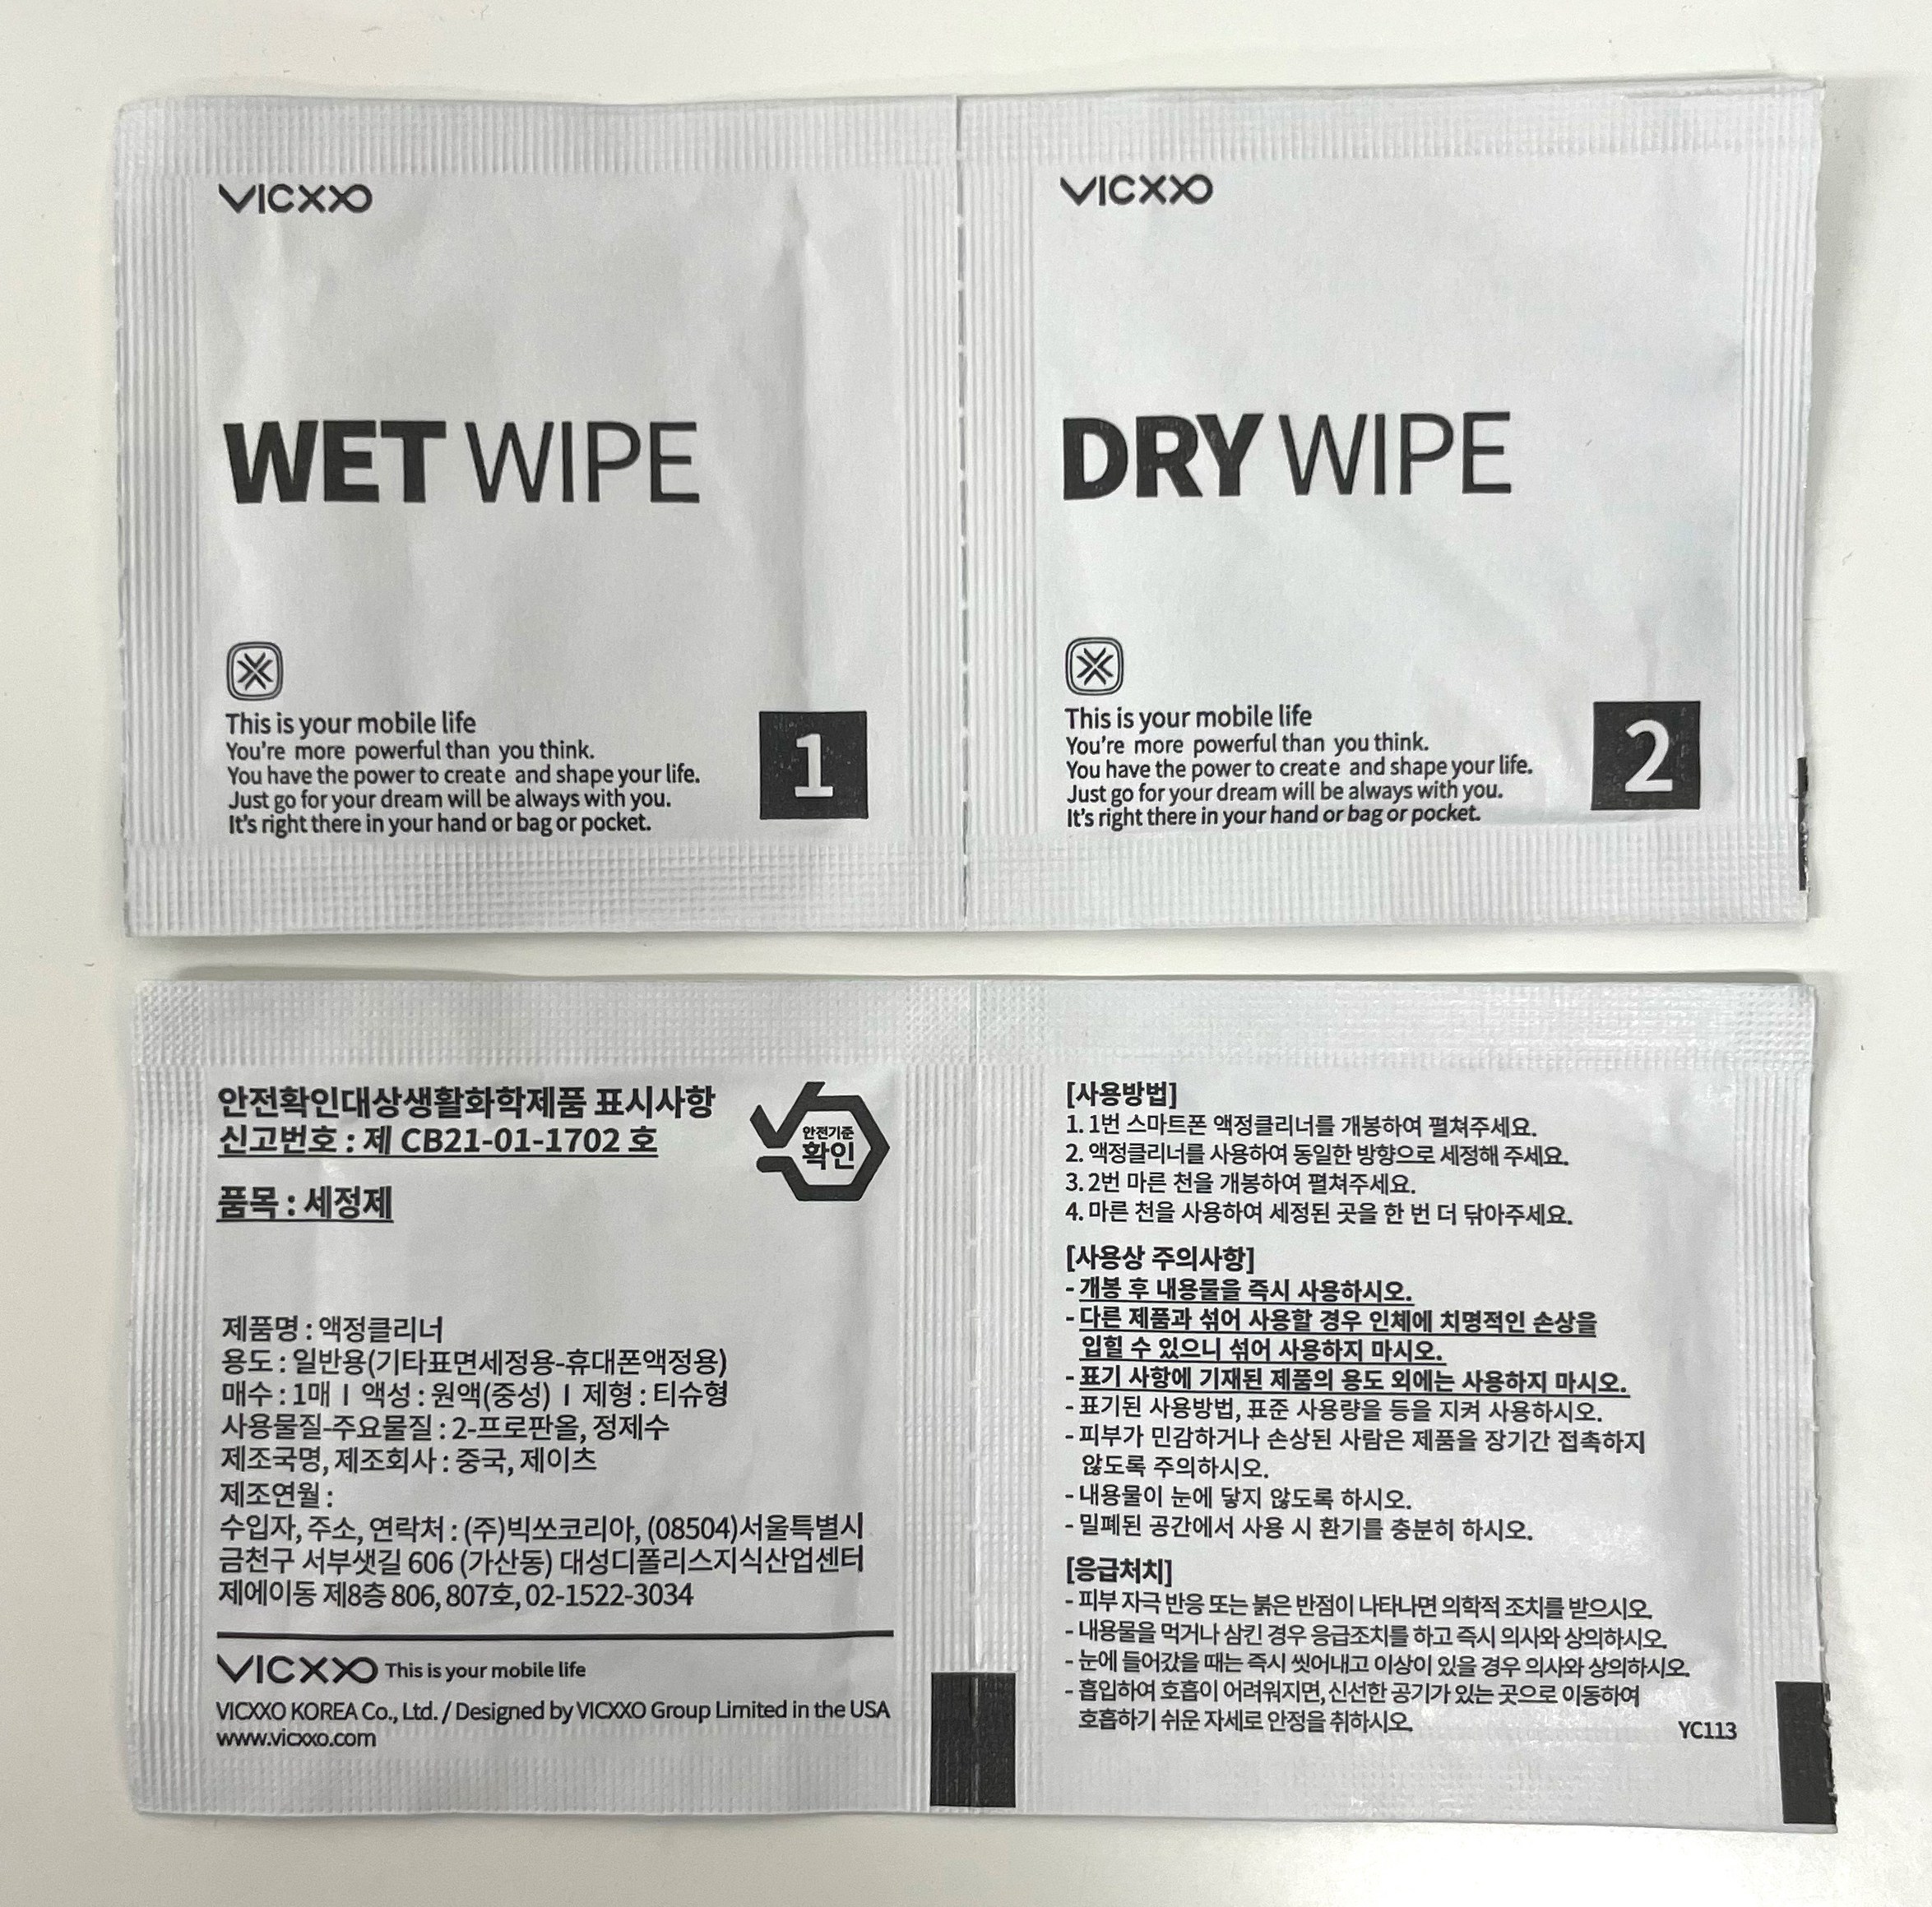 VICXXO
WET WIPE
This is your mobile life
You're more powerful than you think.
You have the power to create and shape your life.
Just go for your dream will be always with you.
It's right there in your hand or bag or pocket.
1
VICXXO
DRY WIPE
This is your mobile life
You're more powerful than you think.
You have the power to create and shape your life.
Just go for your dream will be always with you.
It's right there in your hand or bag or pocket.
2
안전확인대상생활화학제품 표시사항
신고번호 : 제 CB21-01-1702 호
안전기준
확인
품목 : 세정제
제품명 : 액정클리너
용도 : 일반용(기타표면세정용-휴대폰액정용)
매수 : 1매 I 액성 : 원액(중성) I 제형 : 티슈형
사용물질-주요물질 : 2-프로판올, 정제수
제조국명, 제조회사 : 중국, 제이츠
제조연월 :
수입자, 주소, 연락처 : (주)빅쏘코리아, (08504)서울특별시
금천구 서부샛길 606 (가산동) 대성디폴리스지식산업센터
제에이동 제8층 806, 807호, 02-1522-3034
VICXXO This is your mobile life
VICXXO KOREA Co., Ltd. / Designed by VICXXO Group Limited in the USA
www.vicxxo.com
[사용방법]
1. 1번 스마트폰 액정클리너를 개봉하여 펼쳐주세요.
2. 액정클리너를 사용하여 동일한 방향으로 세정해 주세요.
3. 2번 마른 천을 개봉하여 펼쳐주세요.
4. 마른 천을 사용하여 세정된 곳을 한 번 더 닦아주세요.
[사용상 주의사항]
- 개봉 후 내용물을 즉시 사용하시오.
- 다른 제품과 섞어 사용할 경우 인체에 치명적인 손상을
입힐 수 있으니 섞어 사용하지 마시오.
- 표기 사항에 기재된 제품의 용도 외에는 사용하지 마시오.
- 표기된 사용방법, 표준 사용량을 등을 지켜 사용하시오.
- 피부가 민감하거나 손상된 사람은 제품을 장기간 접촉하지
않도록 주의하시오.
- 내용물이 눈에 닿지 않도록 하시오.
- 밀폐된 공간에서 사용 시 환기를 충분히 하시오.
[응급처치]
- 피부 자극 반응 또는 붉은 반점이 나타나면 의학적 조치를 받으시오.
- 내용물을 먹거나 삼킨 경우 응급조치를 하고 즉시 의사와 상의하시오.
- 눈에 들어갔을 때는 즉시 씻어내고 이상이 있을 경우 의사와 상의하시오.
- 흡입하여 호흡이 어려워지면, 신선한 공기가 있는 곳으로 이동하여
호흡하기 쉬운 자세로 안정을 취하시오.
YC113